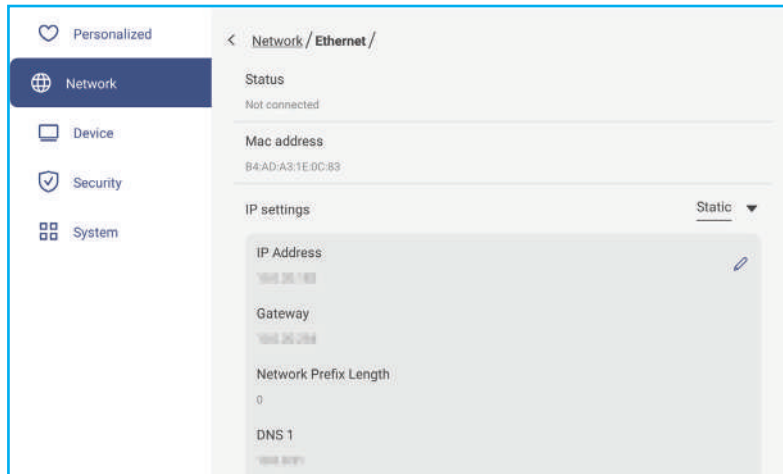 Personalized
Network
Device
Security
System
Network / Ethernet /
Status
Not connected
Mac address
B4:AD:A3:1E:0C:83
IP settings
Static
IP Address
Gateway
Network Prefix Length
0
DNS 1